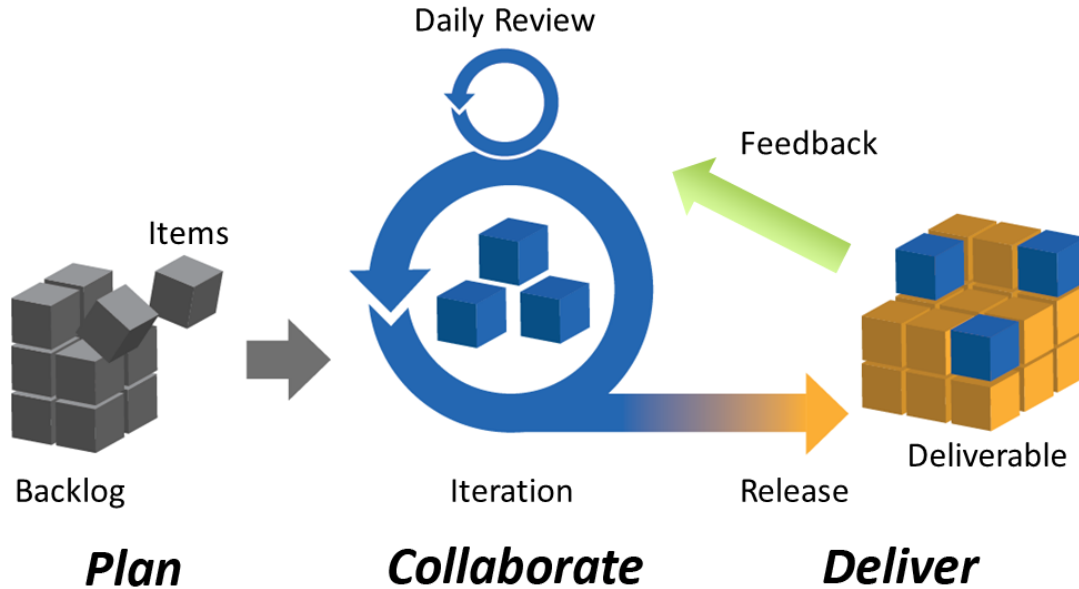 Daily Review
Feedback
Items
Deliverable
Backlog
Iteration
Release
Plan
Collaborate
Deliver